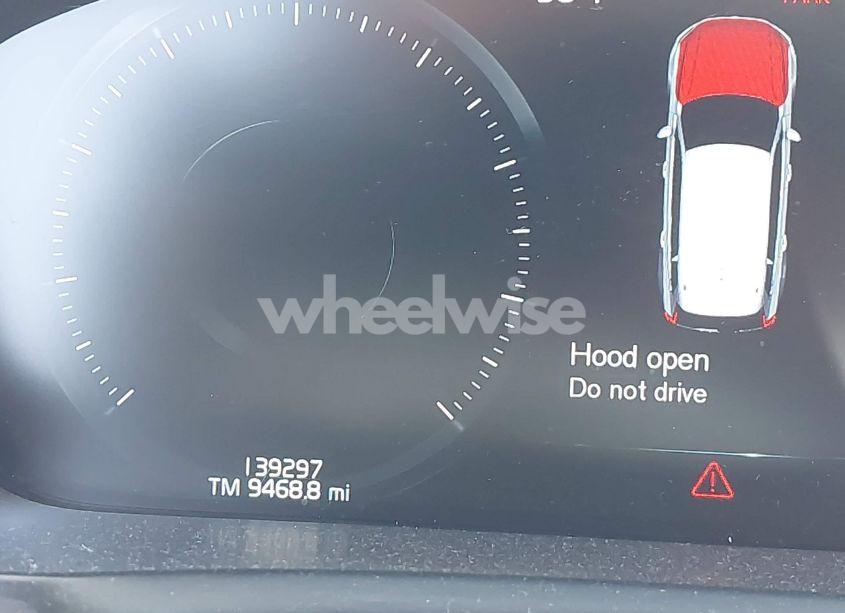 wheelwise
Hood open
Do not drive
139297
TM 9468.8 mi